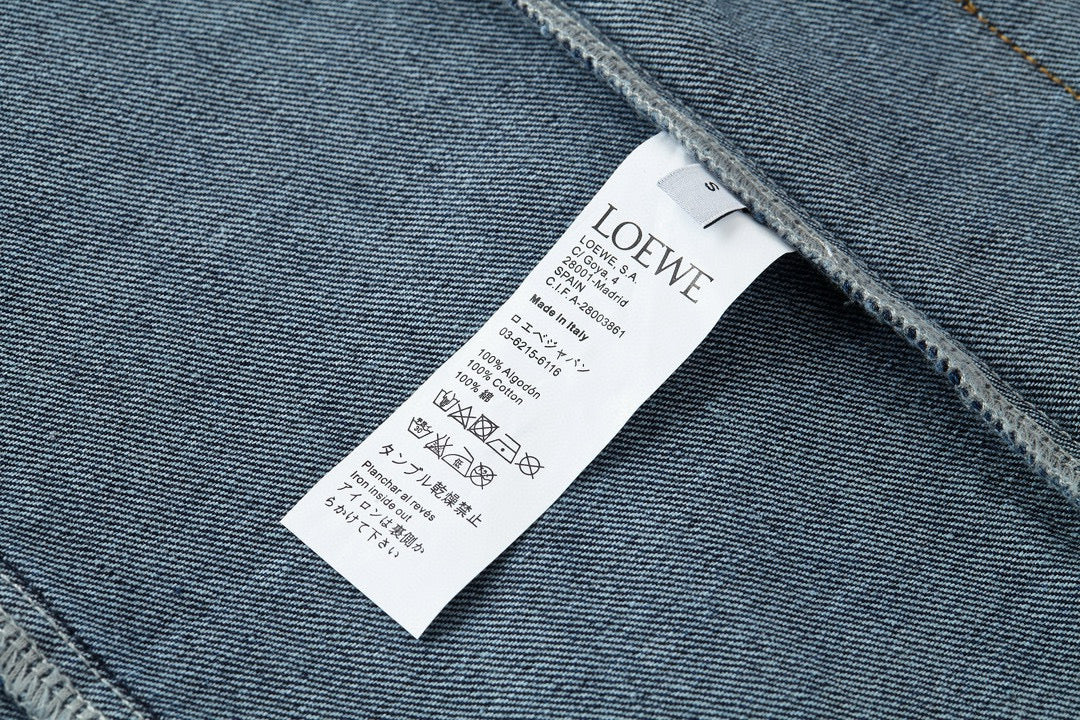 S
LOEWE
LOEWE, S.A.
C/ Goya, 4
28001-Madrid
SPAIN
C.I.F. A-28003861
Made in Italy
ロエベジャパン
03-6215-6116
100% Algodón
100% Cotton
100% 綿
タンブル乾燥禁止
Planchar al revés
Iron inside out
アイロンは裏側か
らかけて下さい